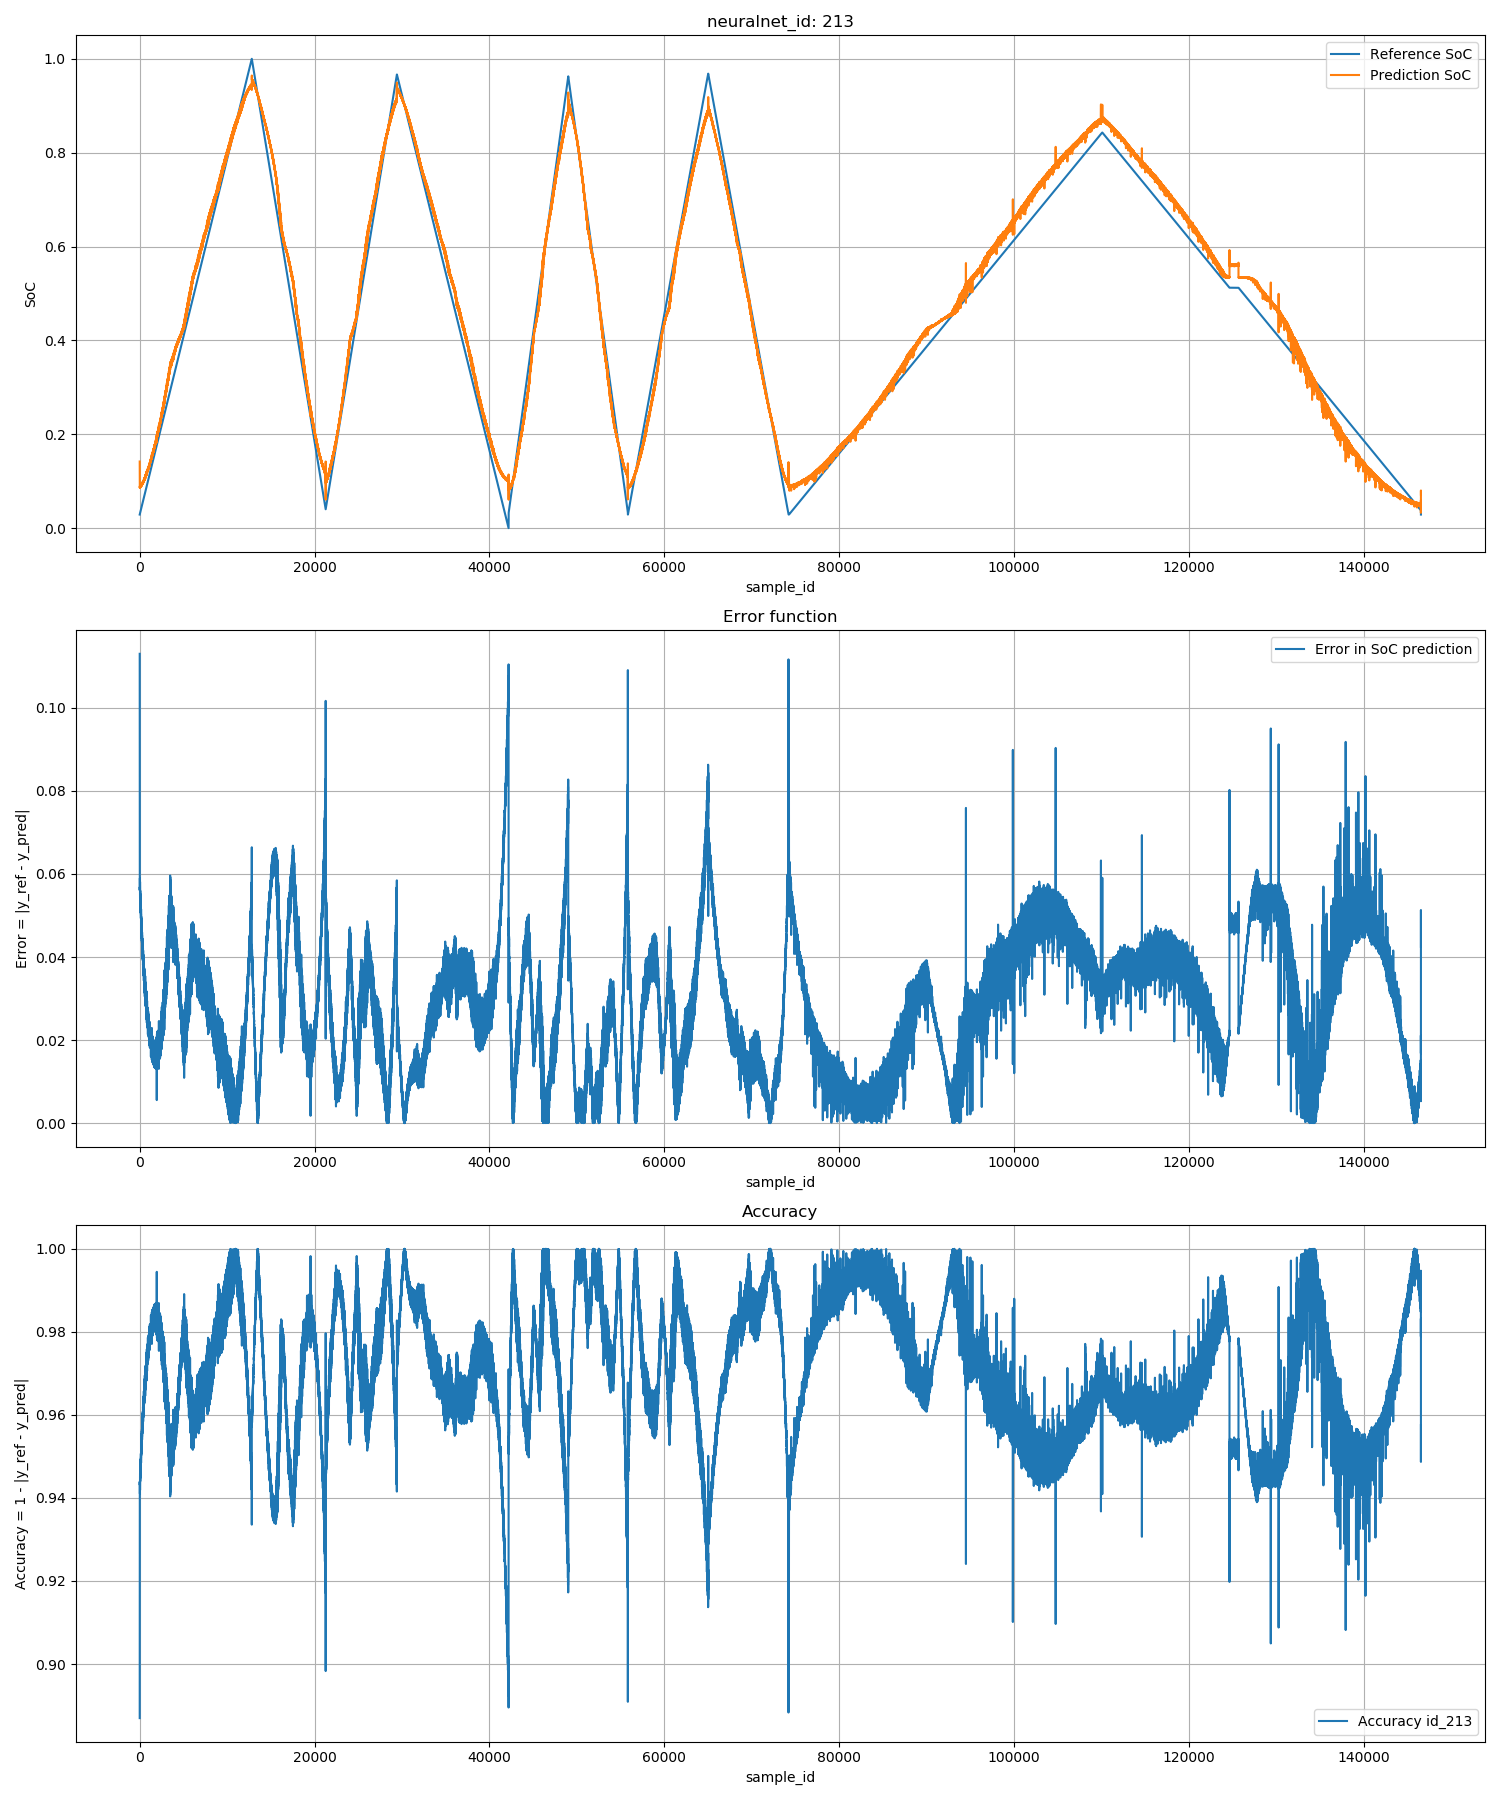 neuralnet_id: 213
Reference SoC
Prediction SoC
1.0
0.8
0.6
0.4
0.2
0.0
SoC
0 20000 40000 60000 80000 100000 120000 140000
sample_id
Error function
Error in SoC prediction
0.10
0.08
0.06
0.04
0.02
0.00
Error = |y_ref - y_pred|
0 20000 40000 60000 80000 100000 120000 140000
sample_id
Accuracy
1.00
0.98
0.96
0.94
0.92
0.90
Accuracy = 1 - |y_ref - y_pred|
Accuracy id_213
0 20000 40000 60000 80000 100000 120000 140000
sample_id